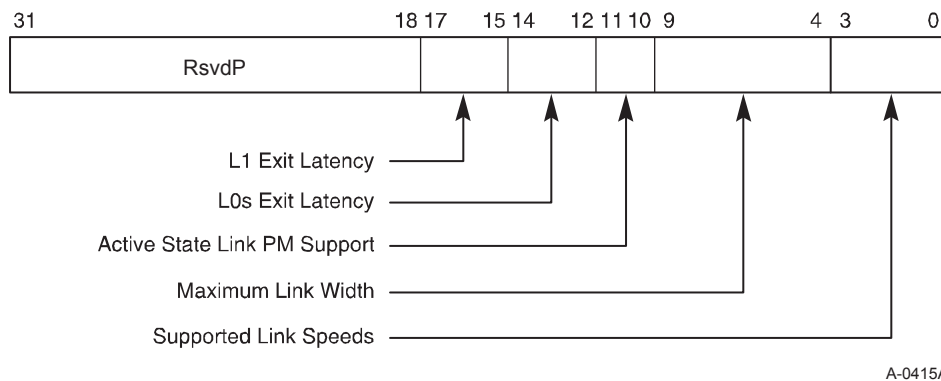 31 18 17 15 14 12 11 10 9 4 3 0
RsvdP
L1 Exit Latency
L0s Exit Latency
Active State Link PM Support
Maximum Link Width
Supported Link Speeds
A-0415A